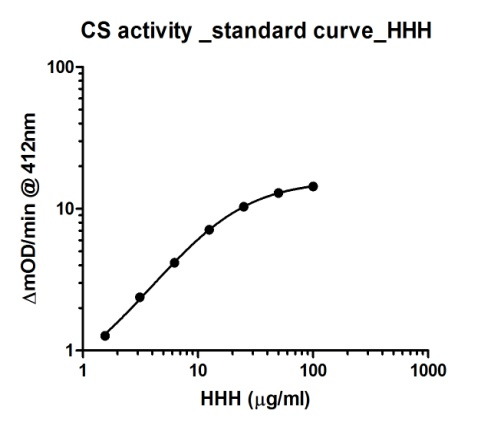 CS activity _standard curve_HHH
100
10
1
ΔmOD/min @ 412nm
1 10 100 1000
HHH (μg/ml)